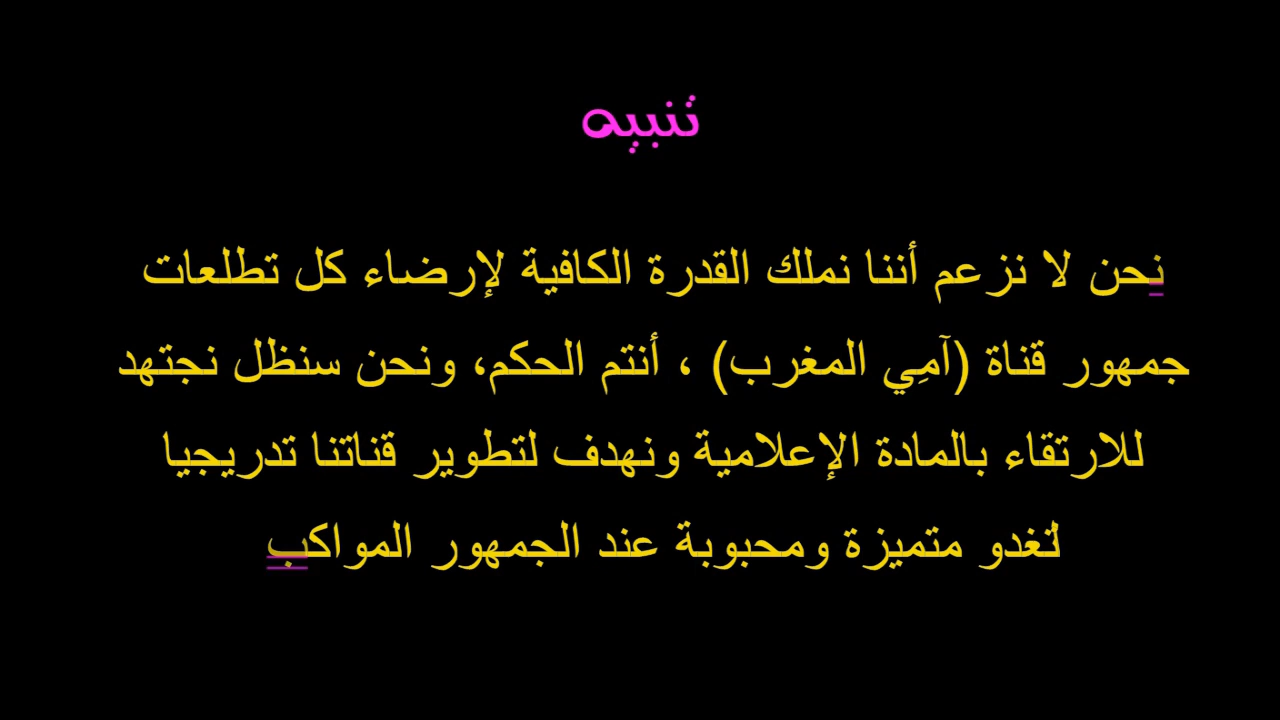 تنبيه
نحن لا نزعم أننا نملك القدرة الكافية لإرضاء كل تطلعات
جمهور قناة (آمِي المغرب) ، أنتم الحكم، ونحن سنظل نجتهد
للارتقاء بالمادة الإعلامية ونهدف لتطوير قناتنا تدريجيا
لتغدو متميزة ومحبوبة عند الجمهور المواكب